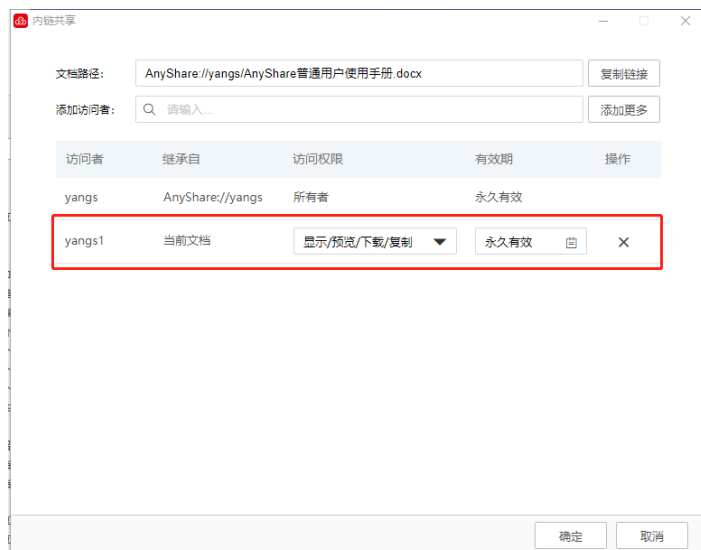 内链共享
文档路径： AnyShare://yangs/AnyShare普通用户使用手册.docx 复制链接
添加访问者： 请输入... 添加更多
访问者 继承自 访问权限 有效期 操作
yangs AnyShare://yangs 所有者 永久有效
yangs1 当前文档 显示/预览/下载/复制 永久有效
确定 取消